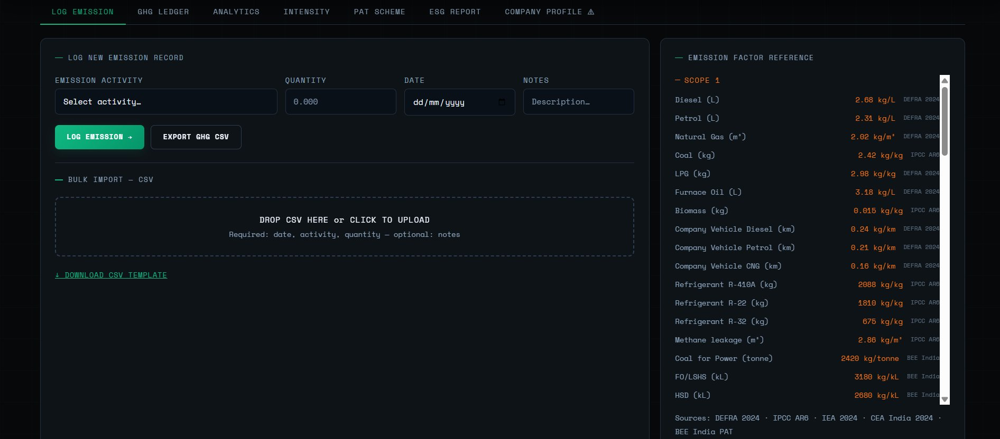 LOG EMISSION GHG LEDGER ANALYTICS INTENSITY PAT SCHEME ESG REPORT COMPANY PROFILE ⚠
— LOG NEW EMISSION RECORD
EMISSION ACTIVITY QUANTITY DATE NOTES
Select activity… 0.000 dd/mm/yyyy Description…
LOG EMISSION → EXPORT GHG CSV
— BULK IMPORT — CSV
DROP CSV HERE or CLICK TO UPLOAD
Required: date, activity, quantity — optional: notes
↓ DOWNLOAD CSV TEMPLATE
— EMISSION FACTOR REFERENCE
— SCOPE 1
Diesel (L) 2.68 kg/L DEFRA 2024
Petrol (L) 2.31 kg/L DEFRA 2024
Natural Gas (m³) 2.02 kg/m³ DEFRA 2024
Coal (kg) 2.42 kg/kg IPCC AR6
LPG (kg) 2.98 kg/kg DEFRA 2024
Furnace Oil (L) 3.18 kg/L DEFRA 2024
Biomass (kg) 0.015 kg/kg IPCC AR6
Company Vehicle Diesel (km) 0.24 kg/km DEFRA 2024
Company Vehicle Petrol (km) 0.21 kg/km DEFRA 2024
Company Vehicle CNG (km) 0.16 kg/km DEFRA 2024
Refrigerant R-410A (kg) 2088 kg/kg IPCC AR6
Refrigerant R-22 (kg) 1810 kg/kg IPCC AR6
Refrigerant R-32 (kg) 675 kg/kg IPCC AR6
Methane leakage (m³) 2.86 kg/m³ IPCC AR6
Coal for Power (tonne) 2420 kg/tonne BEE India
FO/LSHS (kL) 3180 kg/kL BEE India
HSD (kL) 2680 kg/kL BEE India
Sources: DEFRA 2024 · IPCC AR6 · IEA 2024 · CEA India 2024 ·
BEE India PAT